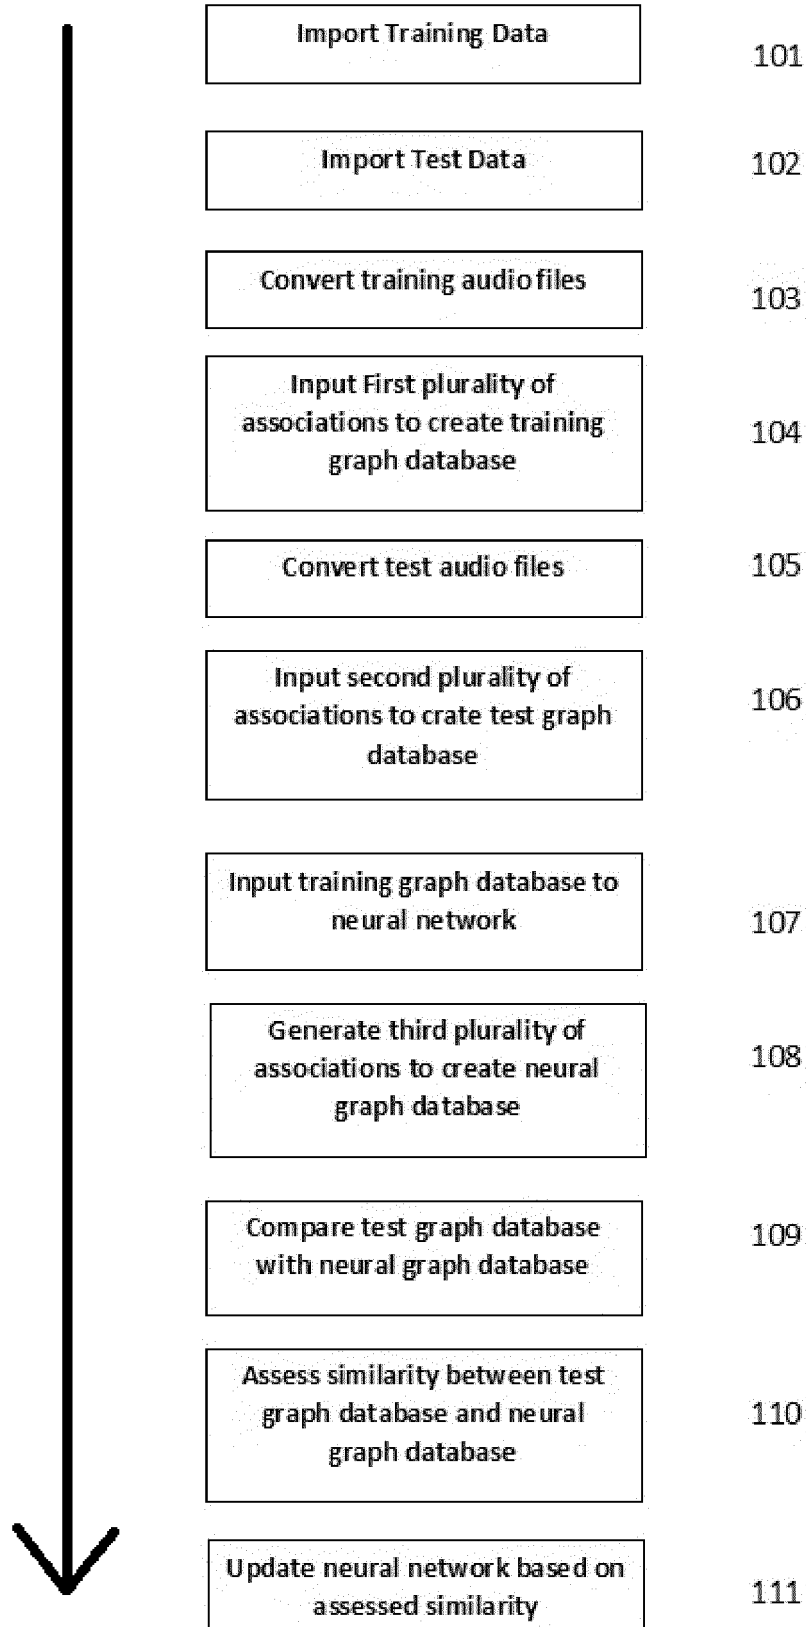 Import Training Data
101
Import Test Data
102
Convert training audio files
103
Input First plurality of
associations to create training
graph database
104
Convert test audio files
105
Input second plurality of
associations to crate test graph
database
106
Input training graph database to
neural network
107
Generate third plurality of
associations to create neural
graph database
108
Compare test graph database
with neural graph database
109
Assess similarity between test
graph database and neural
graph database
110
Update neural network based on
assessed similarity
111